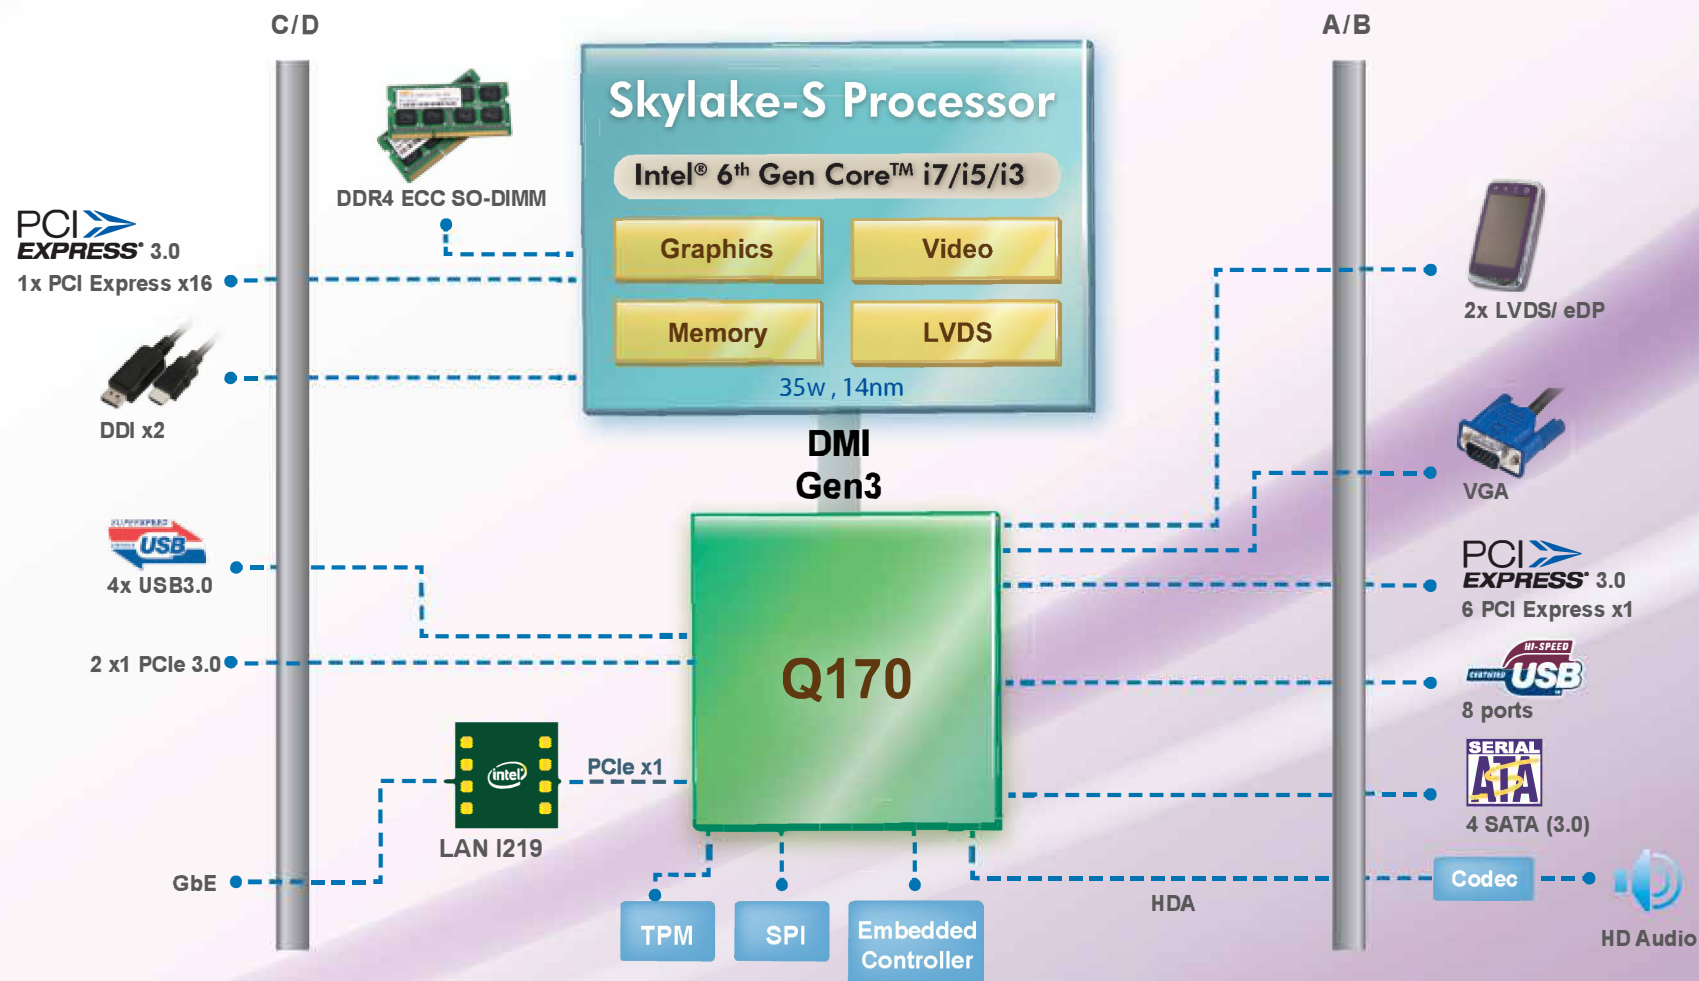 C/D
A/B
Skylake-S Processor
Intel® 6th Gen Core™ i7/i5/i3
Graphics
Video
Memory
LVDS
35w , 14nm
DDR4 ECC SO-DIMM
PCI
EXPRESS® 3.0
1x PCI Express x16
DDI x2
DMI
Gen3
SUPERSPEED
USB
4x USB3.0
2 x1 PCIe 3.0
Q170
intel
PCIe x1
LAN I219
GbE
TPM
SPI
Embedded
Controller
2x LVDS/ eDP
VGA
PCI
EXPRESS® 3.0
6 PCI Express x1
HI-SPEED
CERTIFIED USB
8 ports
SERIAL
ATA
4 SATA (3.0)
Codec
HDA
HD Audio